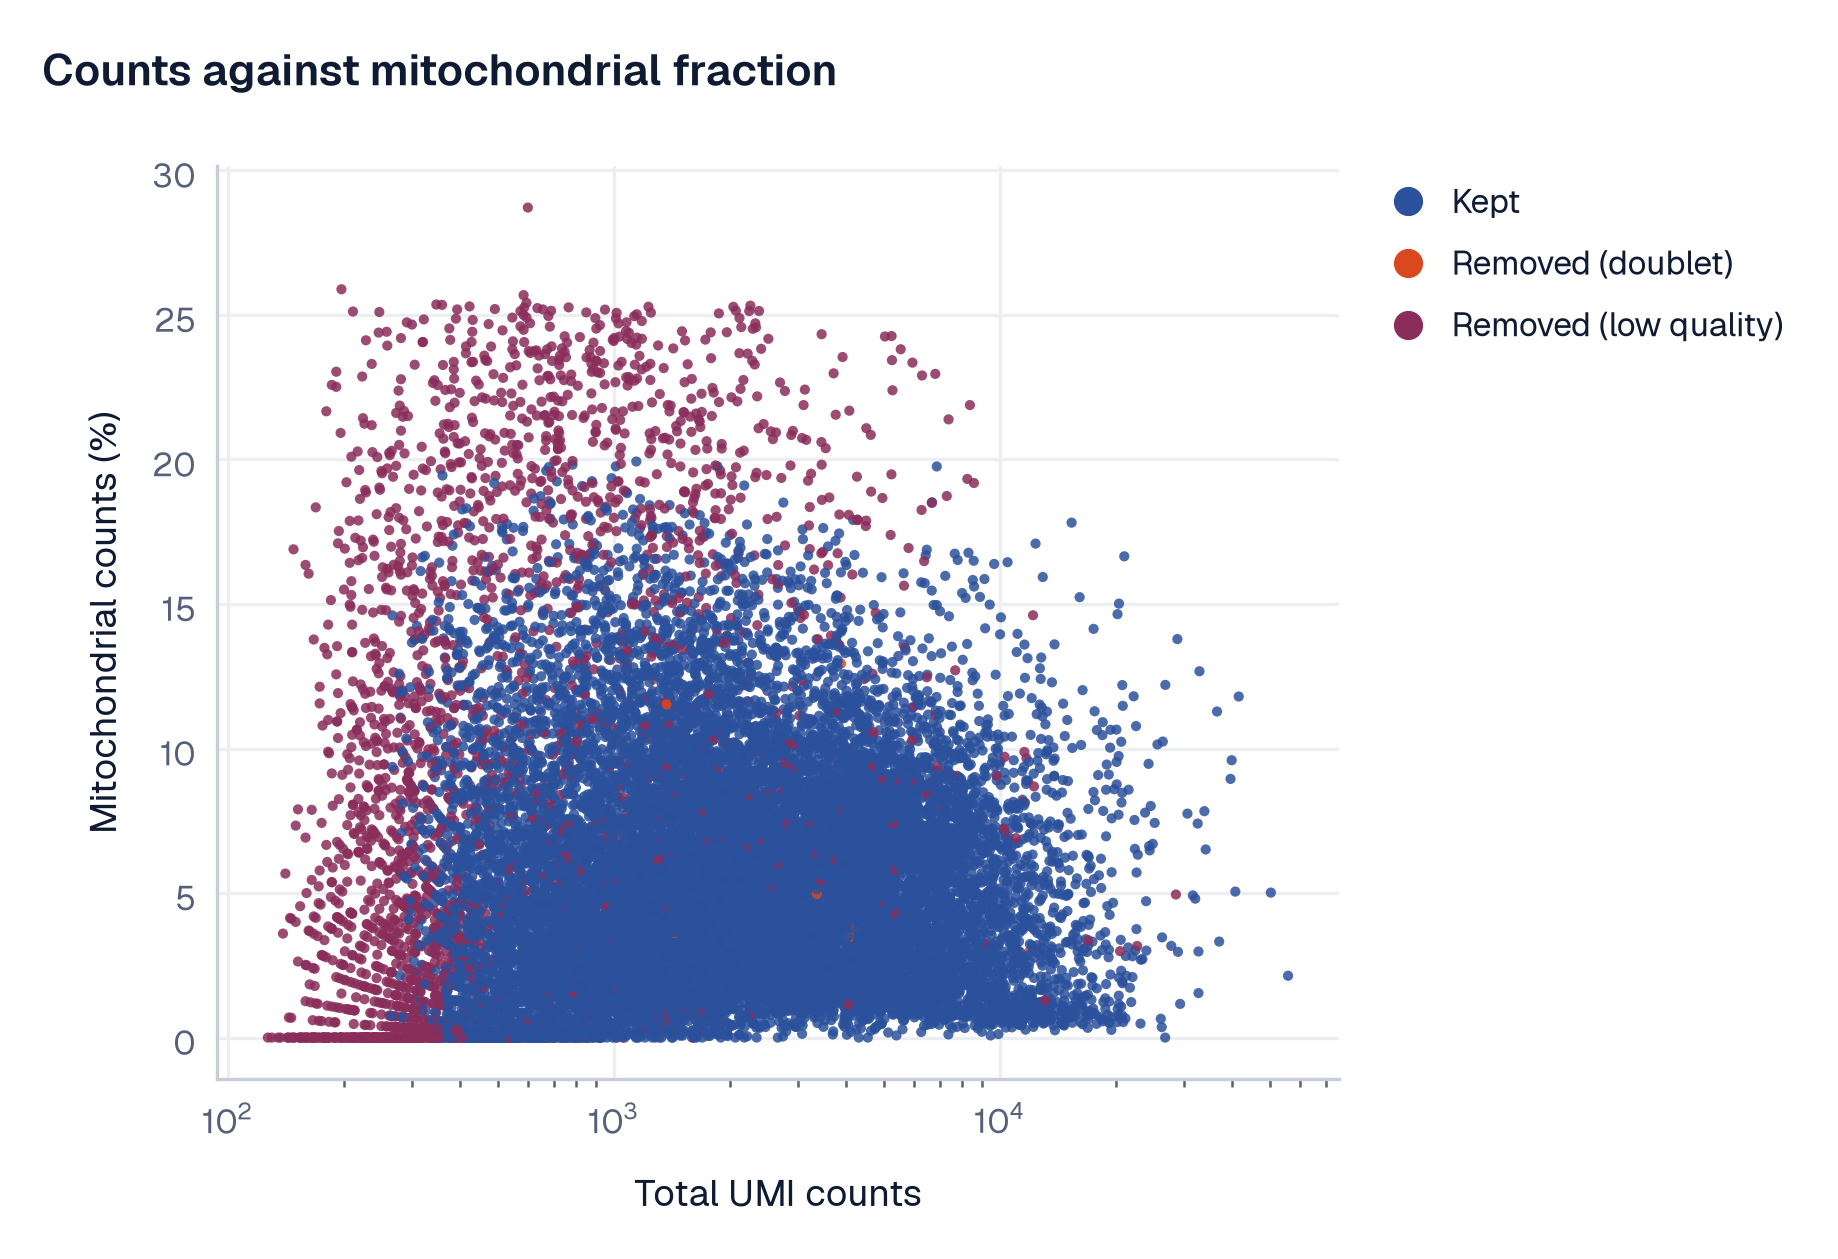 Counts against mitochondrial fraction
30
25
20
15
10
5
0
Mitochondrial counts (%)
10²
10³
10⁴
Total UMI counts
Kept
Removed (doublet)
Removed (low quality)